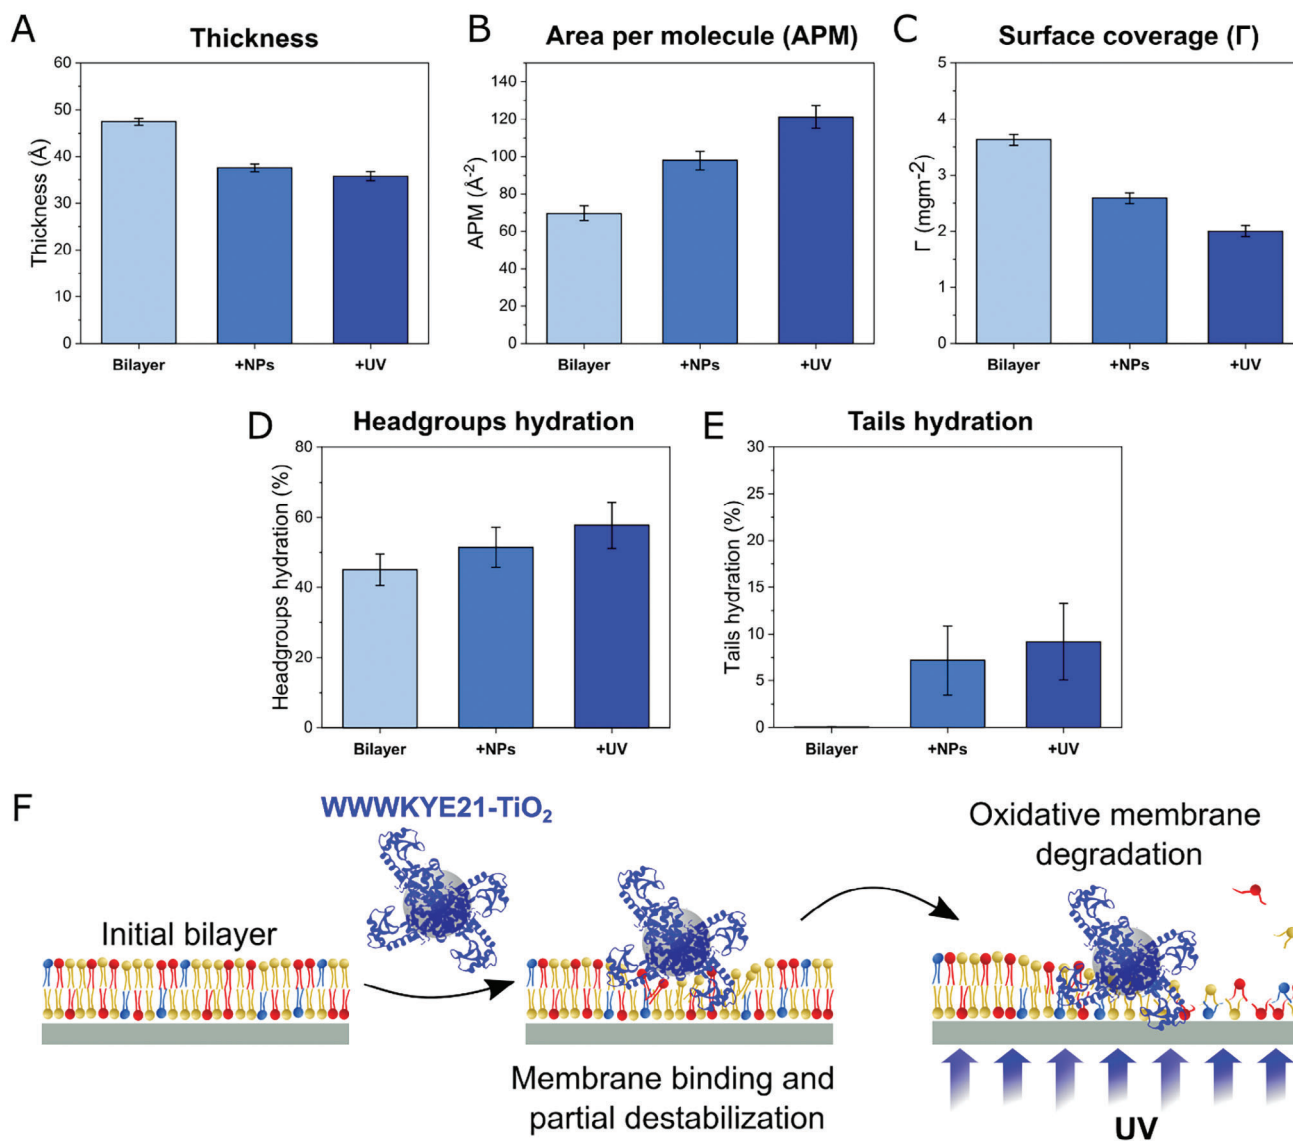 A
Thickness
Thickness (Å)
60
50
40
30
20
10
0
Bilayer
+NPs
+UV
B
Area per molecule (APM)
APM (Å-2)
140
120
100
80
60
40
20
0
Bilayer
+NPs
+UV
C
Surface coverage (Γ)
Γ (mgm-2)
5
4
3
2
1
0
Bilayer
+NPs
+UV
D
Headgroups hydration
Headgroups hydration (%)
80
60
40
20
0
Bilayer
+NPs
+UV
E
Tails hydration
Tails hydration (%)
30
25
20
15
10
5
0
Bilayer
+NPs
+UV
F
WWWKYE21-TiO2
Initial bilayer
Membrane binding and
partial destabilization
Oxidative membrane
degradation
UV